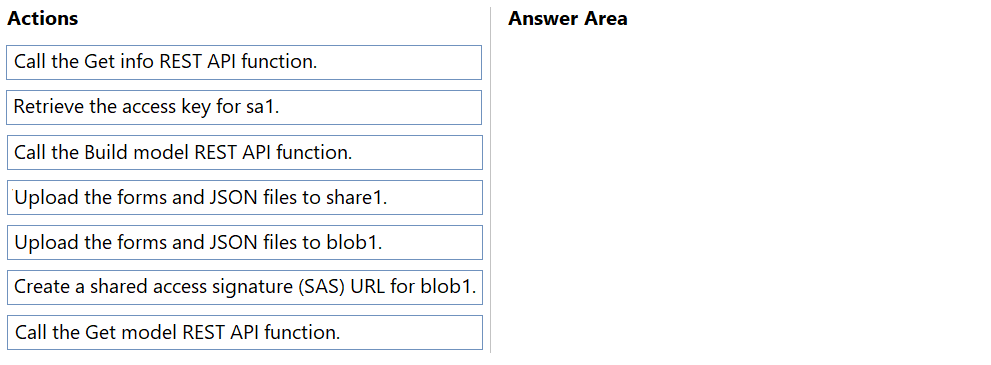 Actions
Answer Area
Call the Get info REST API function.
Retrieve the access key for sa1.
Call the Build model REST API function.
Upload the forms and JSON files to share1.
Upload the forms and JSON files to blob1.
Create a shared access signature (SAS) URL for blob1.
Call the Get model REST API function.